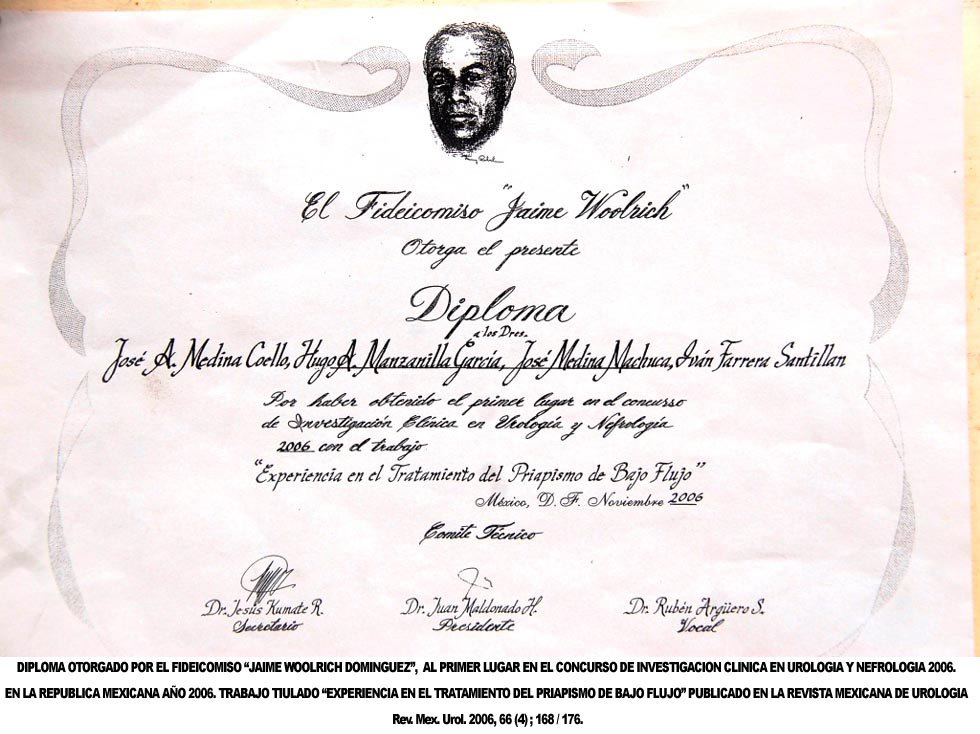 El Fideicomiso "Jaime Woolrich"
Otorga el presente
Diploma
a los Dres.
José A. Medina Coello, Hugo A. Manzanilla García, José Medina Machuca, Iván Farrera Santillan
Por haber obtenido el primer lugar en el concurso
de Investigación Clínica en Urología y Nefrología
2006 con el trabajo
"Experiencia en el Tratamiento del Priapismo de Bajo Flujo"
México, D. F. Noviembre 2006
Comite Técnico
Dr. Jesús Kumate R. Dr. Juan Maldonado H. Dr. Rubén Argüero S.
Secretario Presidente Vocal
DIPLOMA OTORGADO POR EL FIDEICOMISO “JAIME WOOLRICH DOMINGUEZ”, AL PRIMER LUGAR EN EL CONCURSO DE INVESTIGACION CLINICA EN UROLOGIA Y NEFROLOGIA 2006.
EN LA REPUBLICA MEXICANA AÑO 2006. TRABAJO TIULADO “EXPERIENCIA EN EL TRATAMIENTO DEL PRIAPISMO DE BAJO FLUJO” PUBLICADO EN LA REVISTA MEXICANA DE UROLOGIA
Rev. Mex. Urol. 2006, 66 (4) ; 168 / 176.